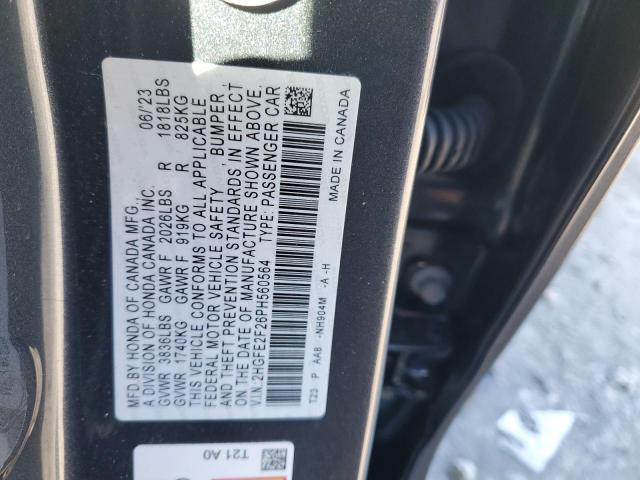 MFD. BY HONDA OF CANADA MFG., 06/'23
A DIVISION OF HONDA CANADA INC.
GVWR 3836LBS GAWR F 2026LBS R 1818LBS
GVWR 1740KG GAWR F 919KG R 825KG
THIS VEHICLE CONFORMS TO ALL APPLICABLE
FEDERAL MOTOR VEHICLE SAFETY BUMPER,
AND THEFT PREVENTION STANDARDS IN EFFECT
ON THE DATE OF MANUFACTURE SHOWN ABOVE.
V.I.N.:2HGFE2F26PH560564 TYPE: PASSENGER CAR
T23 P AAB -NH904M -A -H MADE IN CANADA
T21 A0